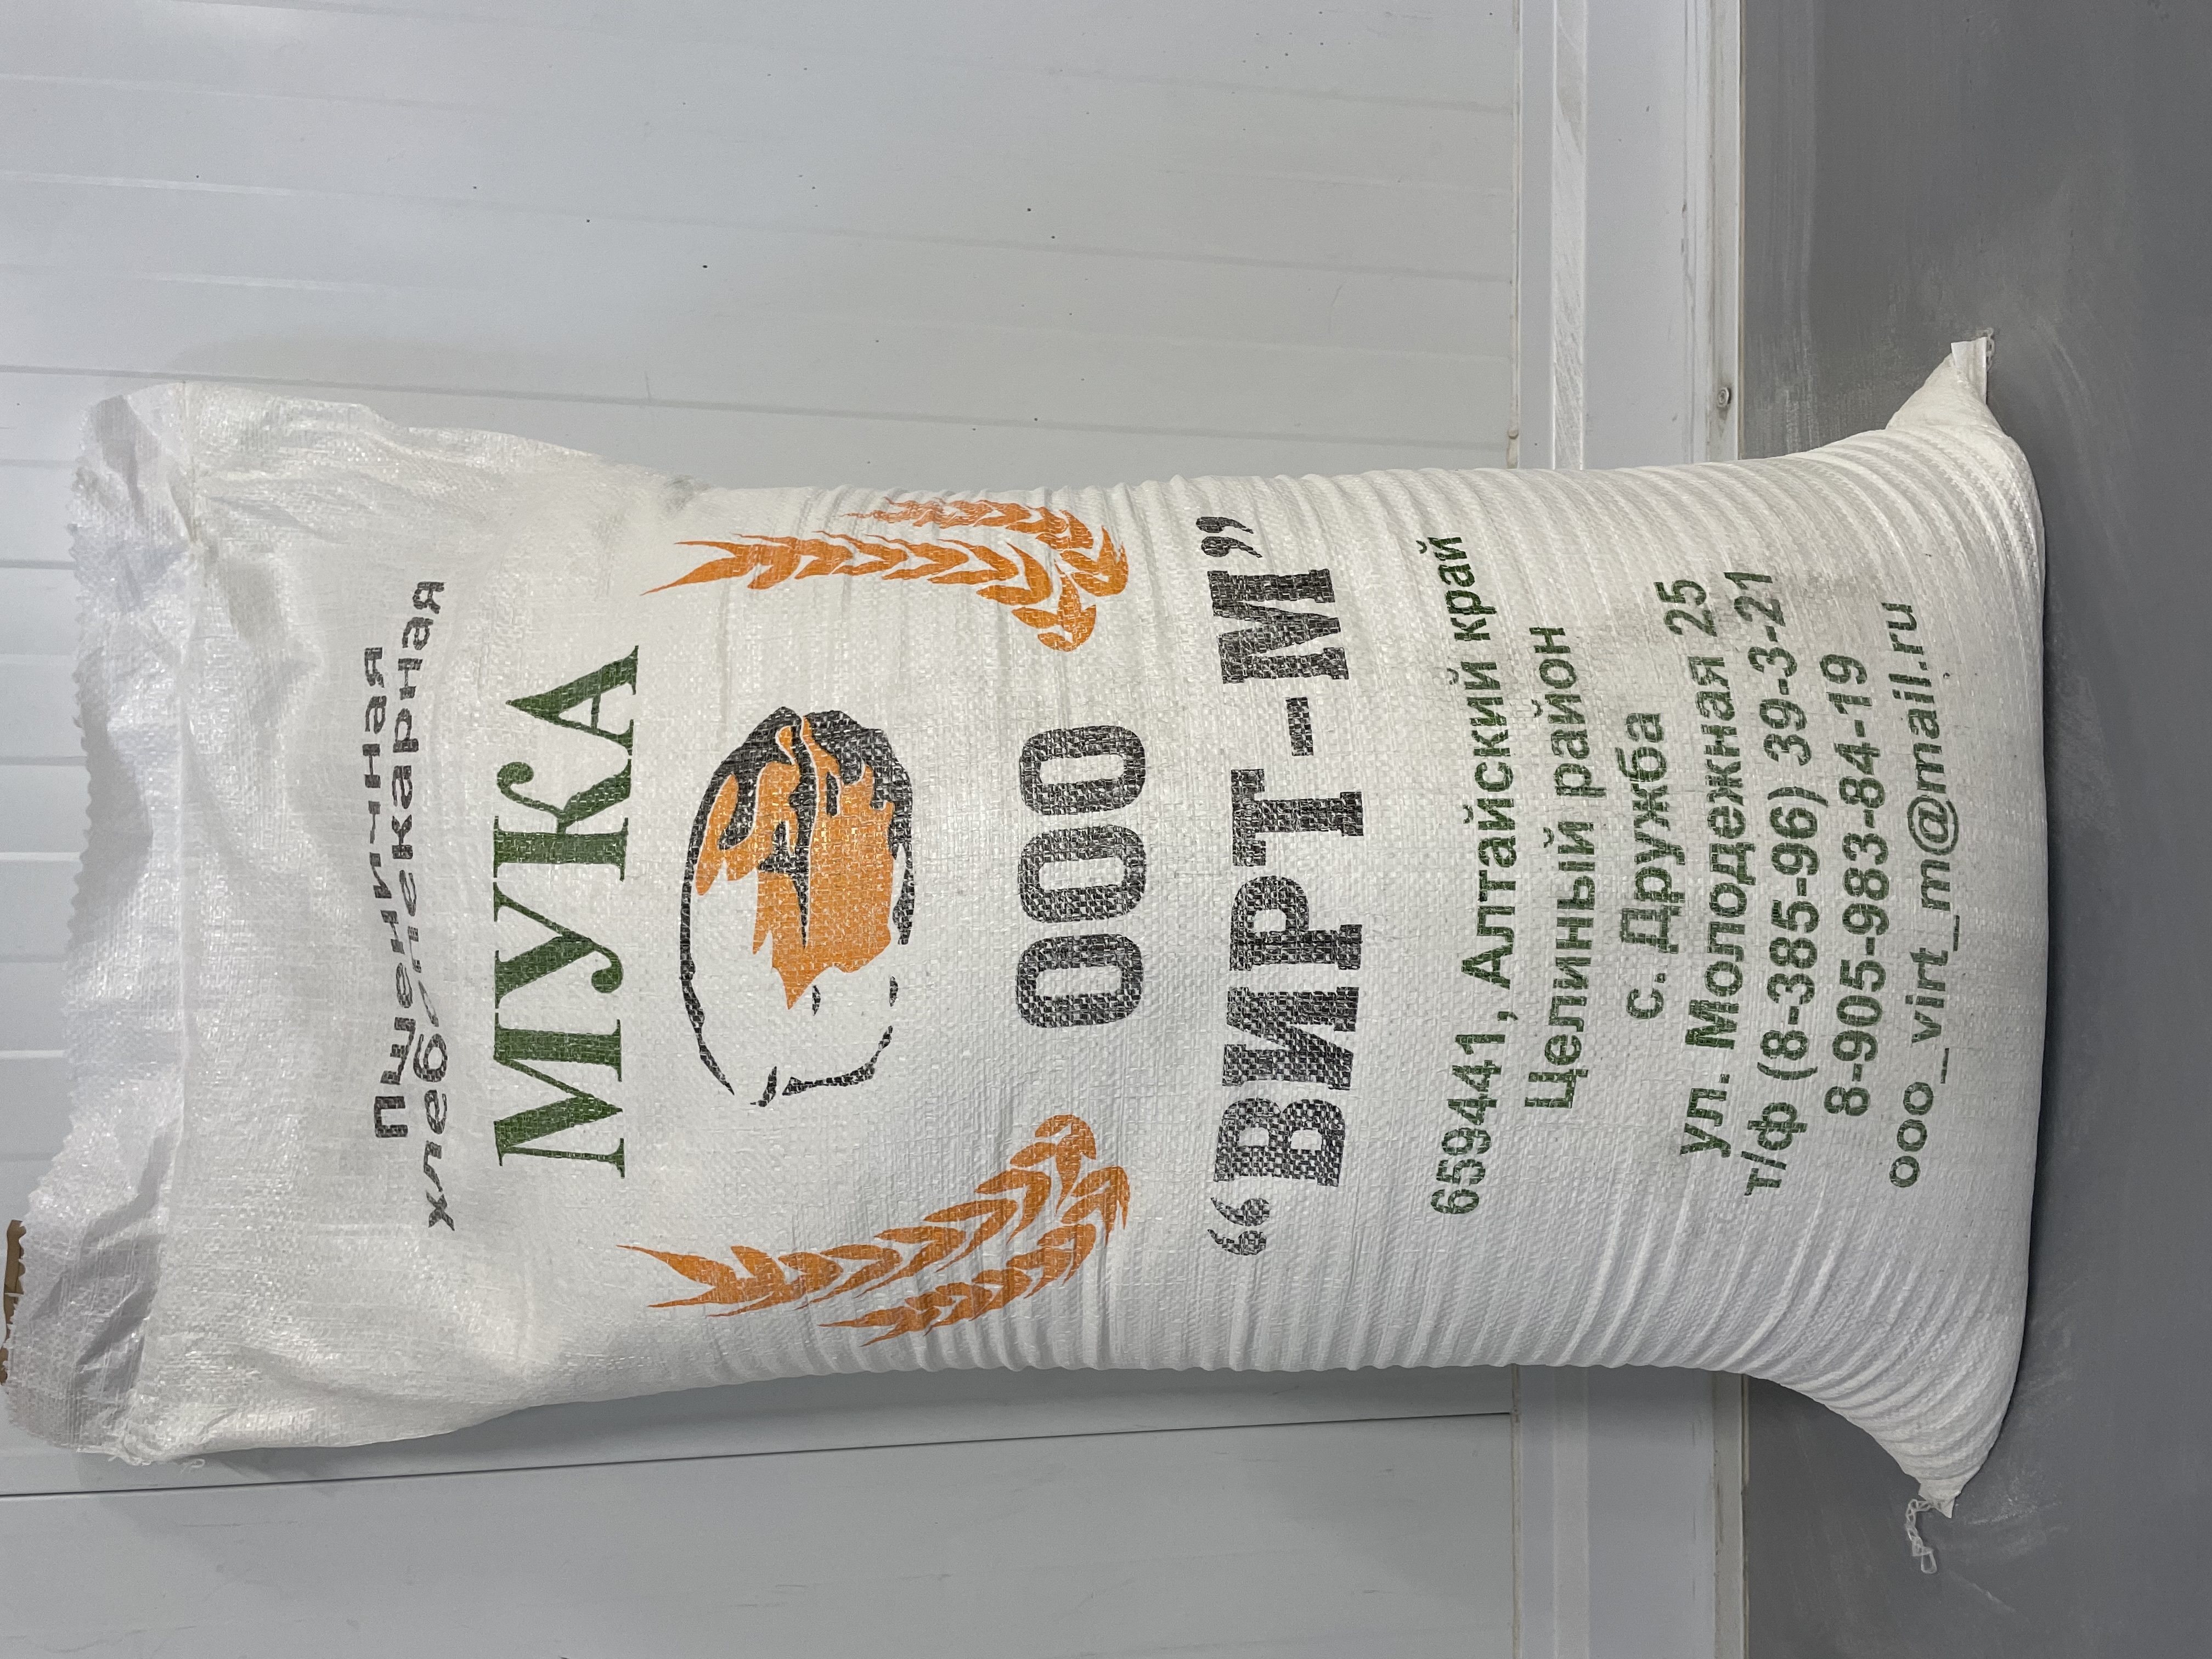 Пшеничная
хлебопекарная
МУКА
ООО
“ВИРТ-М”
659441, Алтайский край
Целинный район
с. Дружба
ул. Молодежная 25
т/ф (8-385-96) 39-3-21
8-905-983-84-19
ooo_virt_m@mail.ru